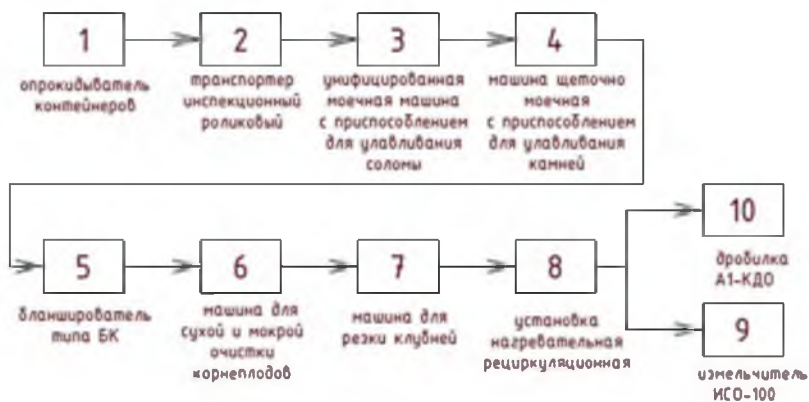 1
опрокидыватель
контейнеров
2
транспортер
инспекционный
роликовый
3
унифицированная
моечная машина
с приспособлением
для улавливания
соломы
4
машина щеточно
моечная
с приспособлением
для улавливания
камней
5
бланширователь
типа БК
6
машина для
сухой и мокрой
очистки
корнеплодов
7
машина для
резки клубней
8
установка
нагревательная
рециркуляционная
10
дробилка
А1-КДО
9
измельчитель
ИСО-100